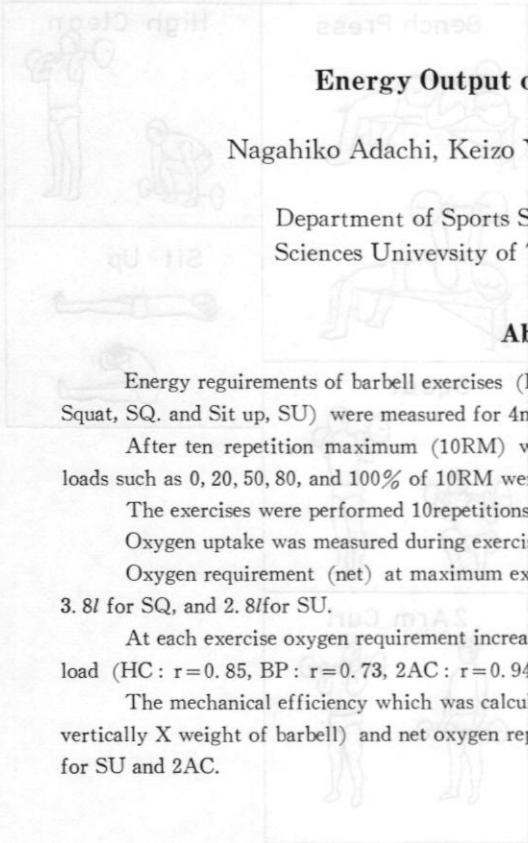 Energy Output o
Nagahiko Adachi, Keizo Y
Department of Sports S
Sciences Univevsity of T
Ab
Energy reguirements of barbell exercises (
Squat, SQ. and Sit up, SU) were measured for 4n
After ten repetition maximum (10RM) w
loads such as 0, 20, 50, 80, and 100% of 10RM we
The exercises were performed 10repetitions
Oxygen uptake was measured during exerci
Oxygen requirement (net) at maximum ex
3. 8l for SQ, and 2. 8lfor SU.
At each exercise oxygen requirement increa
load (HC : r=0. 85, BP : r=0. 73, 2AC : r=0. 94
The mechanical efficiency which was calcul
vertically X weight of barbell) and net oxygen rep
for SU and 2AC.
High Clean
Bench Press
Sit Up
Squat
2Arm Curl